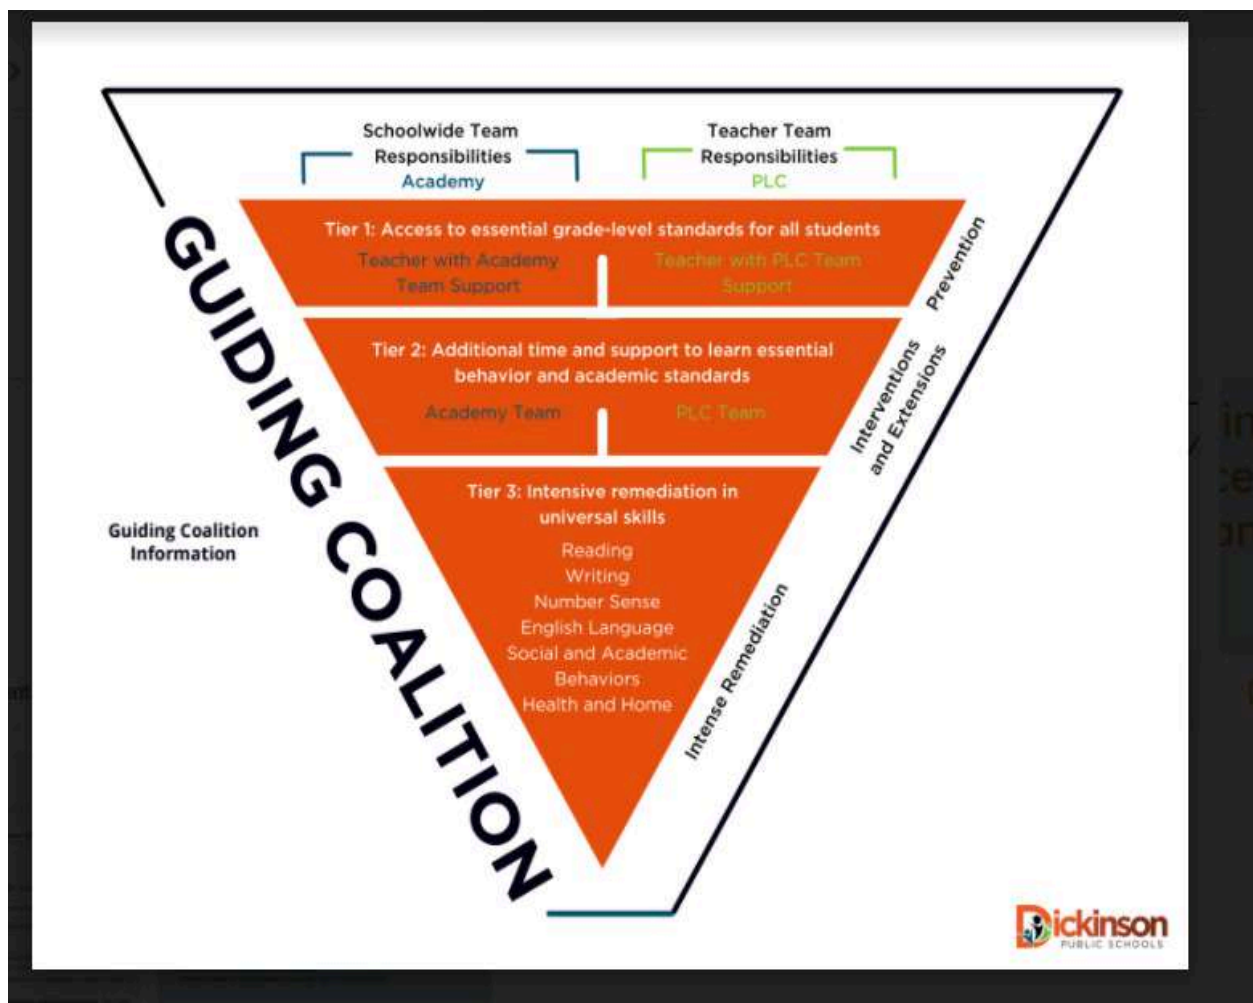 Schoolwide Team
Responsibilities
Academy
Teacher Team
Responsibilities
PLC
Tier 1: Access to essential grade-level standards for all students
Teacher with Academy
Team Support
Teacher with PLC Team
Support
Prevention
Tier 2: Additional time and support to learn essential
behavior and academic standards
Academy Team
PLC Team
Interventions
and Extensions
Tier 3: Intensive remediation in
universal skills
Reading
Writing
Number Sense
English Language
Social and Academic
Behaviors
Health and Home
Intense Remediation
GUIDING COALITION
Guiding Coalition
Information
Dickinson
PUBLIC SCHOOLS